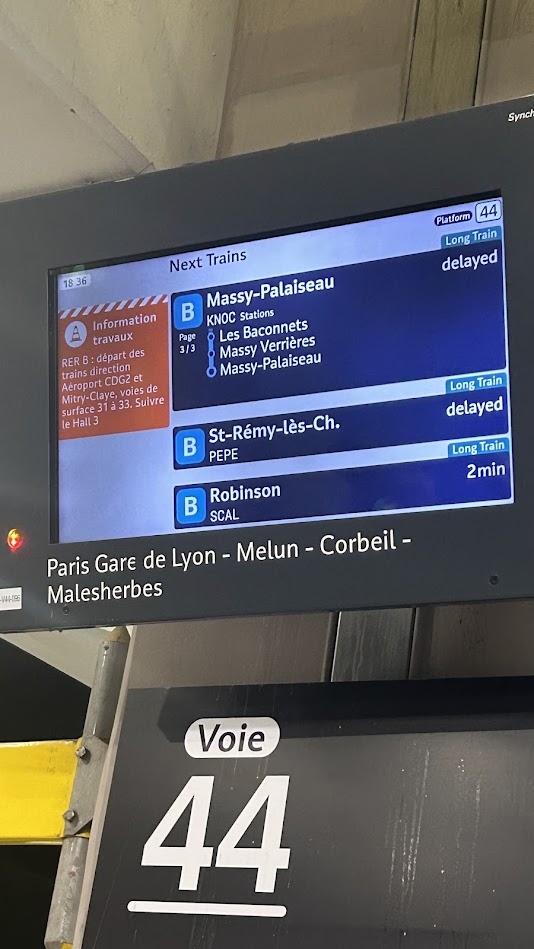 Synch
Platform 44
18 36
Next Trains
Long Train
Information
travaux
RER B : départ des
trains direction
Aéroport CDG2 et
Mitry-Claye, voies de
surface 31 à 33. Suivre
le Hall 3
B Massy-Palaiseau delayed
KNOC Stations
Page
3/3
Les Baconnets
Massy Verrières
Massy-Palaiseau
Long Train
B St-Rémy-lès-Ch. delayed
PEPE
Long Train
B Robinson 2min
SCAL
Paris Gare de Lyon - Melun - Corbeil -
Malesherbes
Voie
44